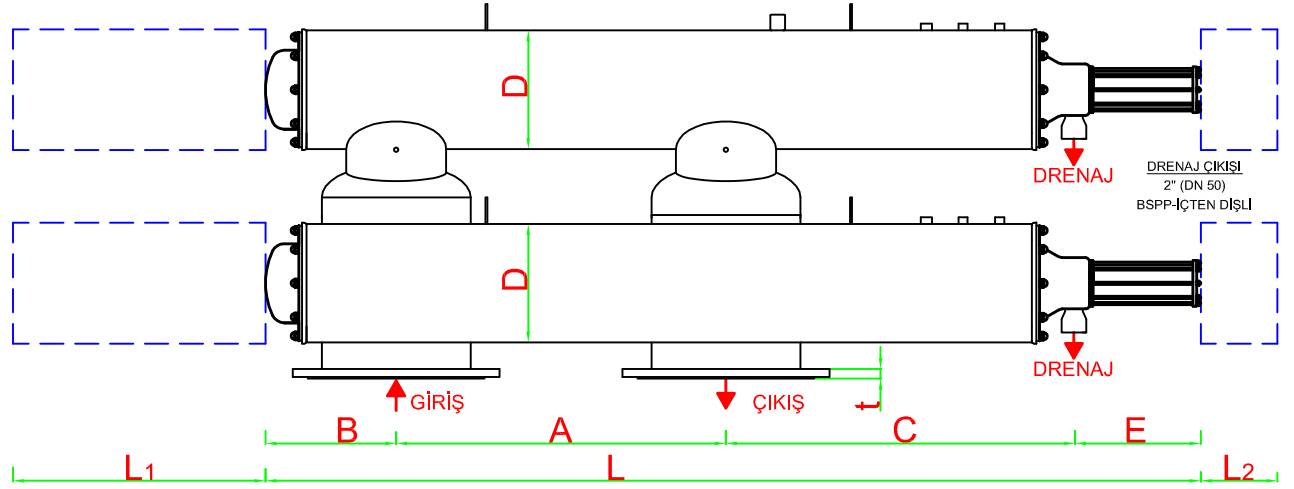 D
DRENAJ
DRENAJ ÇIKIŞI
2" (DN 50)
BSPP-İÇTEN DİŞLİ
D
DRENAJ
GİRİŞ
ÇIKIŞ
t
B
A
C
E
L1
L
L2